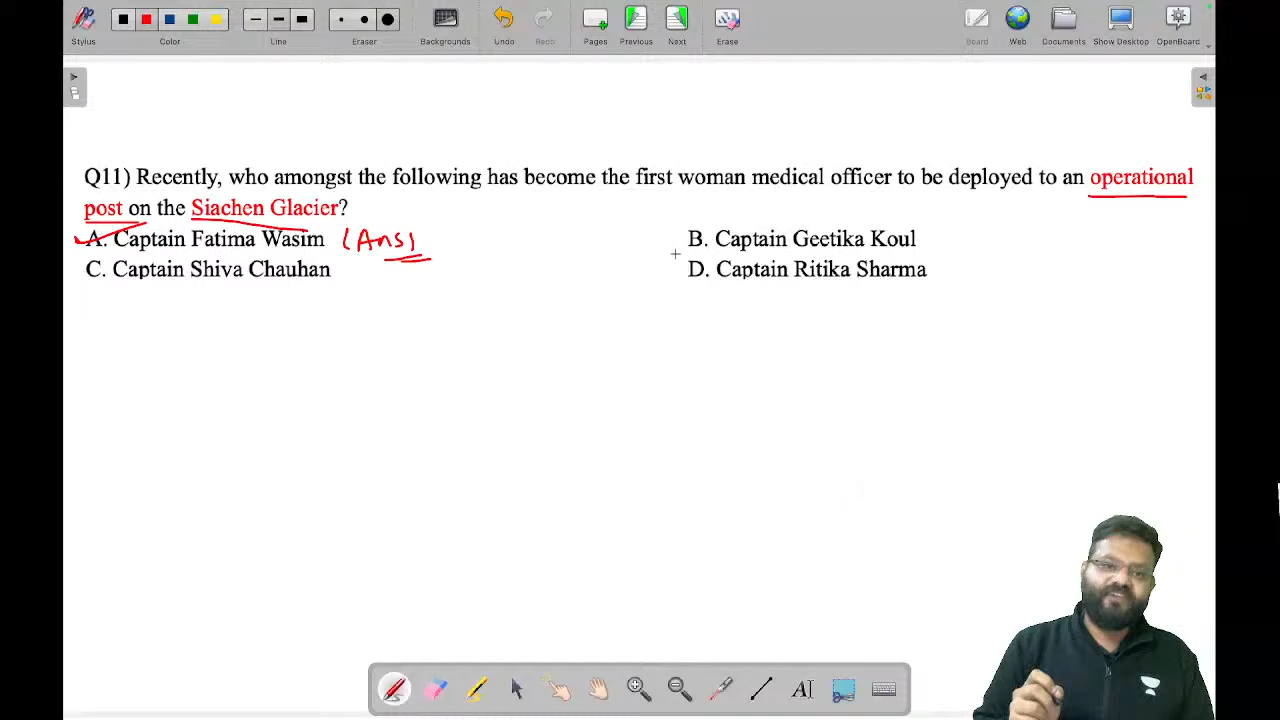 Stylus Color Line Eraser Backgrounds Undo Redo Pages Previous Next Erase Board Web Documents Show Desktop OpenBoard
Q11) Recently, who amongst the following has become the first woman medical officer to be deployed to an operational
post on the Siachen Glacier?
A. Captain Fatima Wasim (Ans) B. Captain Geetika Koul
C. Captain Shiva Chauhan D. Captain Ritika Sharma